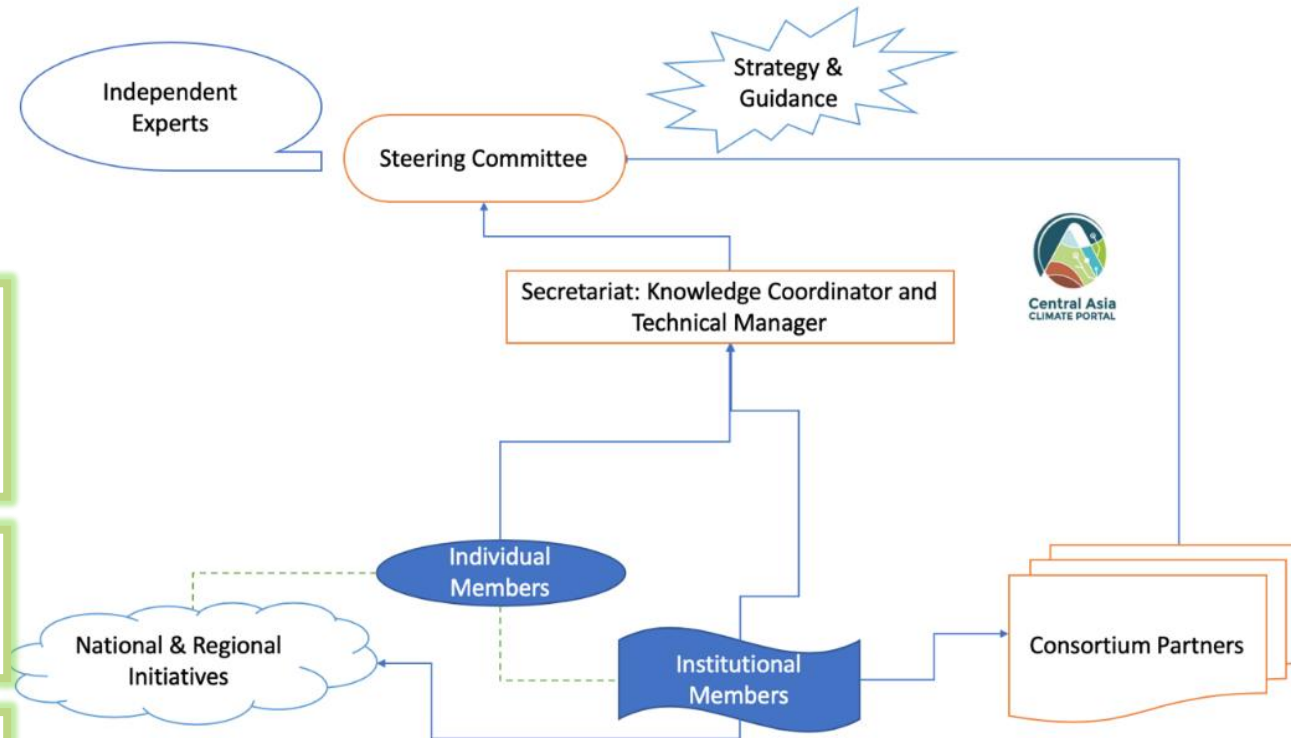 Independent
Experts
Strategy &
Guidance
Steering Committee
Secretariat: Knowledge Coordinator and
Technical Manager
Central Asia
CLIMATE PORTAL
Individual
Members
National & Regional
Initiatives
Institutional
Members
Consortium Partners